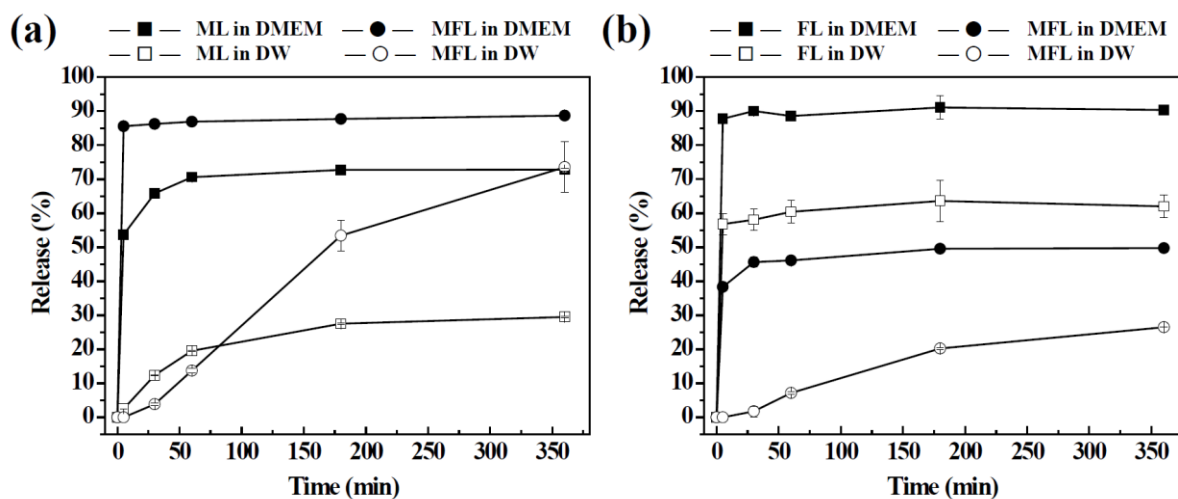 (a)
ML in DMEM MFL in DMEM
ML in DW MFL in DW
100
90
80
70
60
50
40
30
20
10
0
Release (%)
0 50 100 150 200 250 300 350
Time (min)
(b)
FL in DMEM MFL in DMEM
FL in DW MFL in DW
100
90
80
70
60
50
40
30
20
10
0
Release (%)
0 50 100 150 200 250 300 350
Time (min)